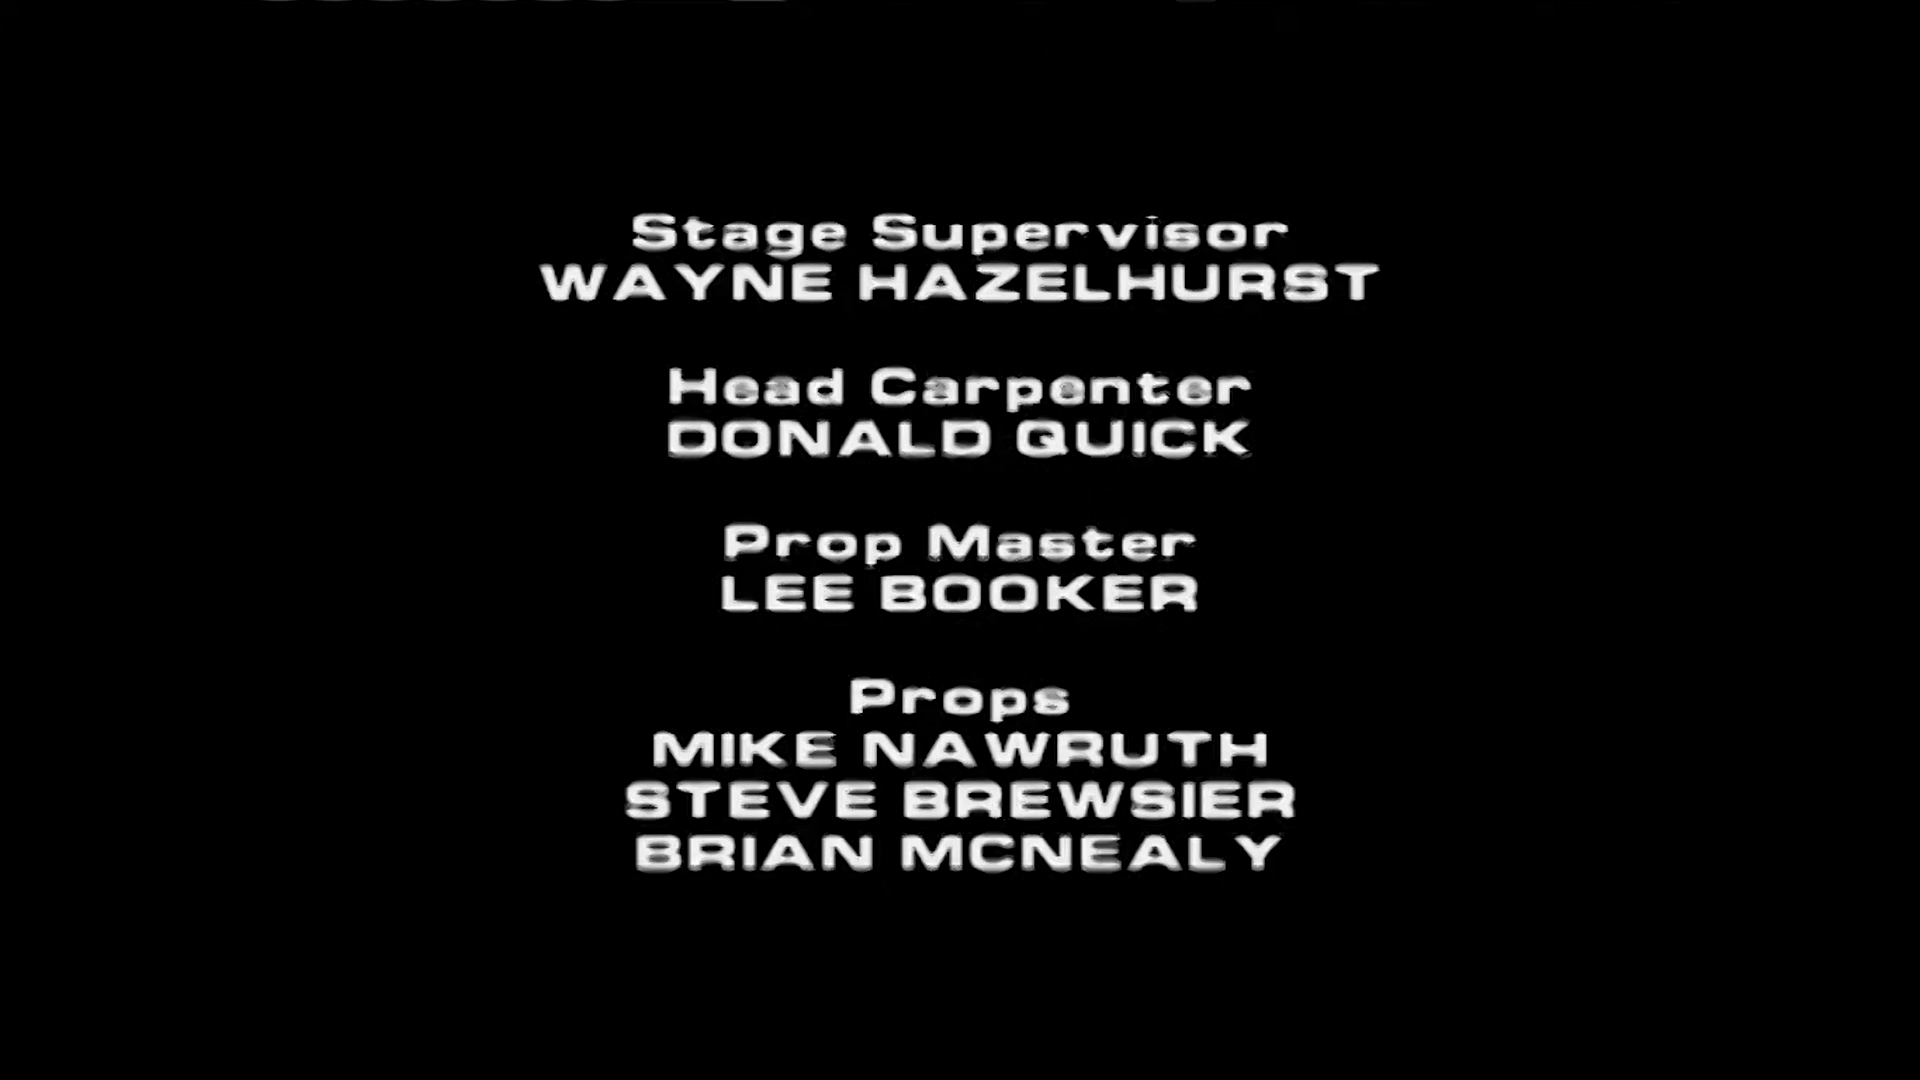 Stage Supervisor
WAYNE HAZELHURST
Head Carpenter
DONALD QUICK
Prop Master
LEE BOOKER
Props
MIKE NAWRUTH
STEVE BREWSIER
BRIAN MCNEALY